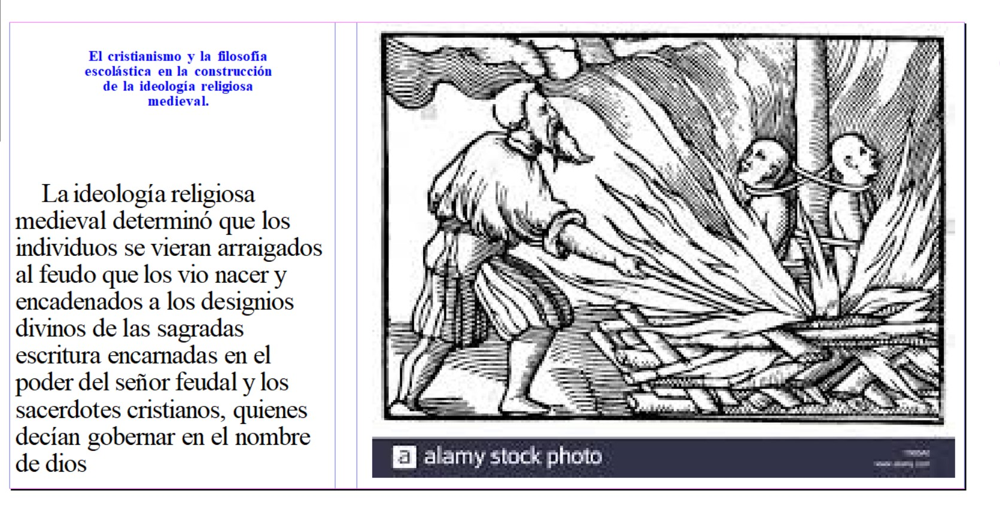 El cristianismo y la filosofía
escolástica en la construcción
de la ideología religiosa
medieval.
La ideología religiosa
medieval determinó que los
individuos se vieran arraigados
al feudo que los vio nacer y
encadenados a los designios
divinos de las sagradas
escritura encarnadas en el
poder del señor feudal y los
sacerdotes cristianos, quienes
decían gobernar en el nombre
de dios
a alamy stock photo